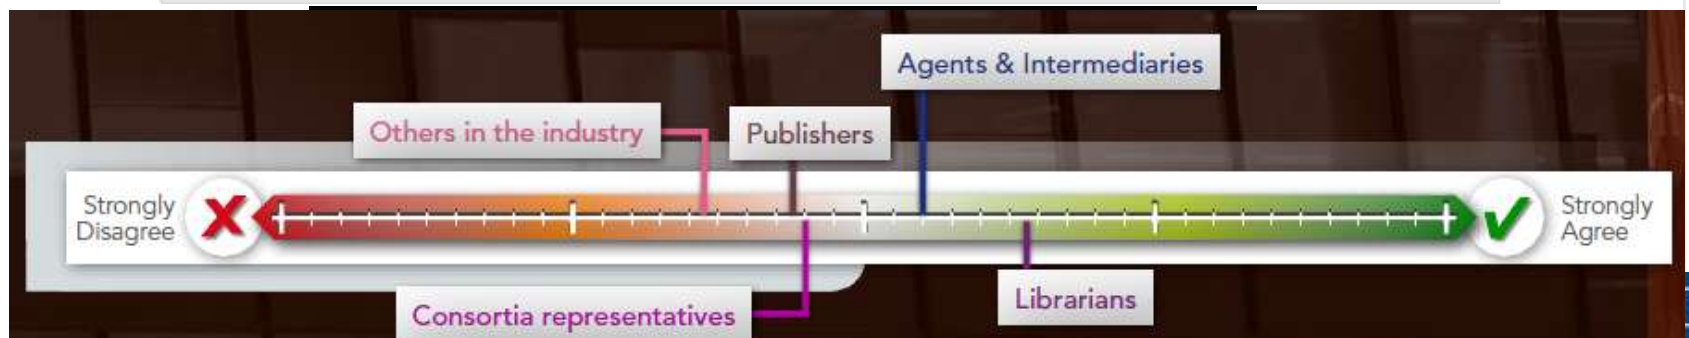 Agents & Intermediaries
Others in the industry
Publishers
Strongly
Disagree
Strongly
Agree
Librarians
Consortia representatives